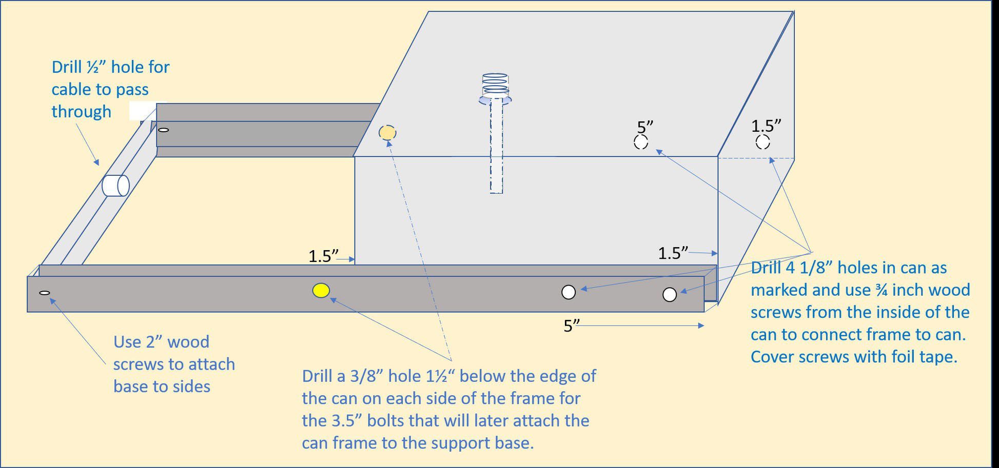 Drill ½” hole for
cable to pass
through
5”
1.5”
1.5”
1.5”
Drill 4 1/8” holes in can as
marked and use ¾ inch wood
screws from the inside of the
can to connect frame to can.
Cover screws with foil tape.
5”
Use 2” wood
screws to attach
base to sides
Drill a 3/8” hole 1½“ below the edge of
the can on each side of the frame for
the 3.5” bolts that will later attach the
can frame to the support base.